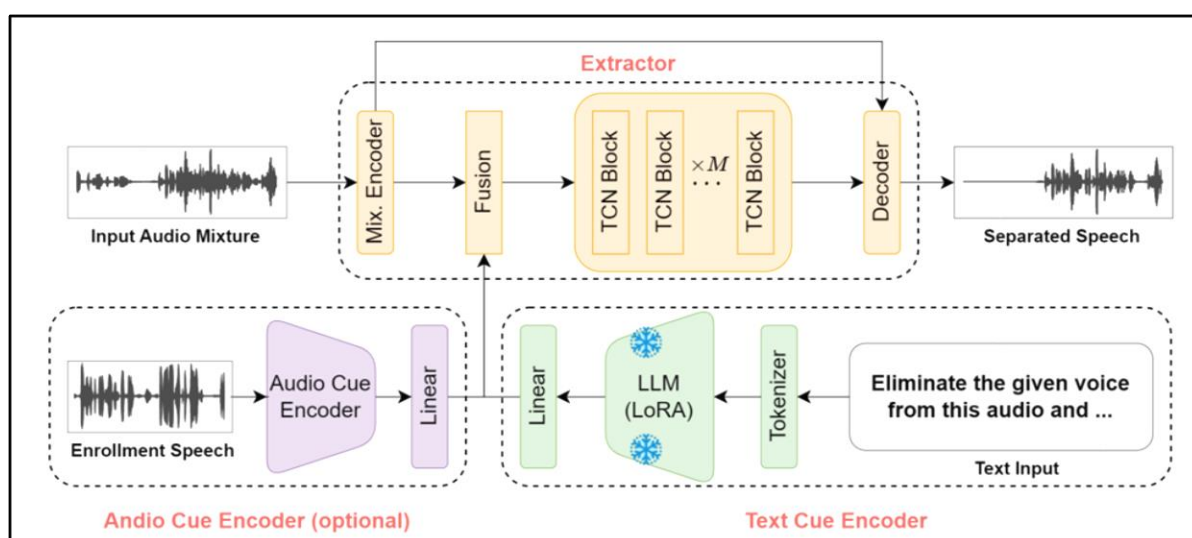 Extractor
Mix. Encoder
Fusion
TCN Block
TCN Block
×M
...
TCN Block
Decoder
Input Audio Mixture
Separated Speech
Audio Cue
Encoder
Linear
Enrollment Speech
Linear
LLM
(LoRA)
Tokenizer
Eliminate the given voice
from this audio and ...
Text Input
Andio Cue Encoder (optional)
Text Cue Encoder